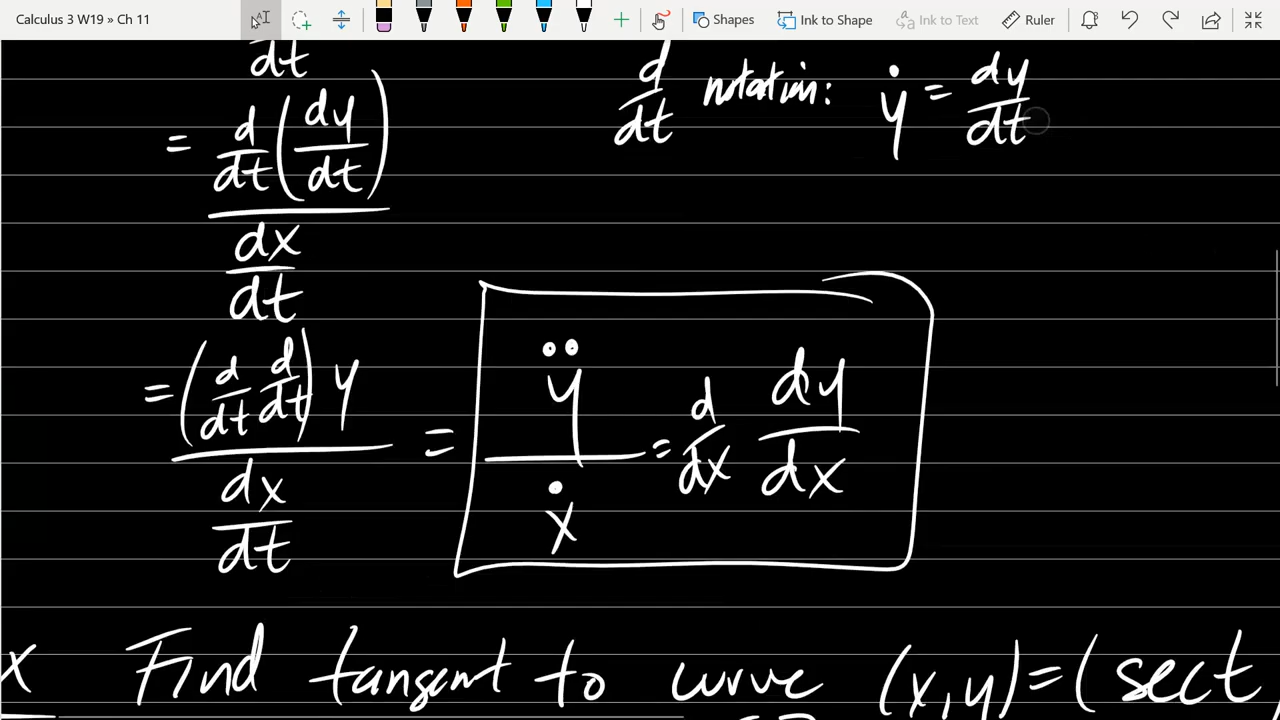 Calculus 3 W19 » Ch 11
Shapes Ink to Shape Ink to Text Ruler
dt
d/dt notation: ẏ = dy/dt
= d/dt (dy/dt) / (dx/dt)
= (d/dt d/dt) y / (dx/dt) = ÿ/ẋ = d/dx dy/dx
x Find tangent to curve (x,y)=(sect,